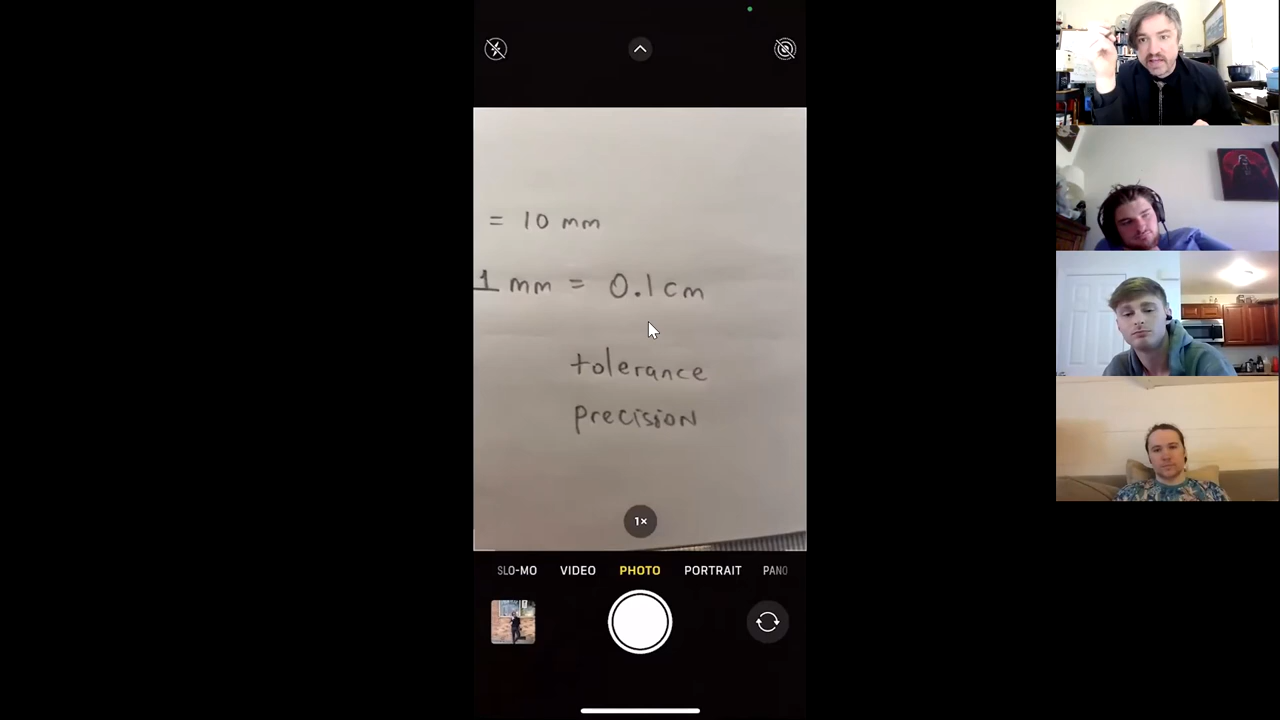 = 10 mm
1 mm = 0.1 cm
tolerance
precision
1×
SLO-MO VIDEO PHOTO PORTRAIT PANO